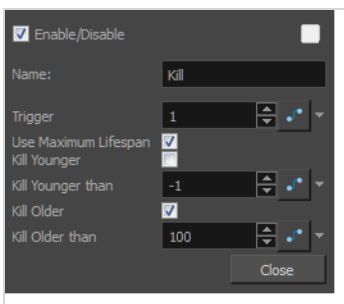 Enable/Disable
Name: Kill
Trigger 1
Use Maximum Lifespan
Kill Younger
Kill Younger than -1
Kill Older
Kill Older than 100
Close